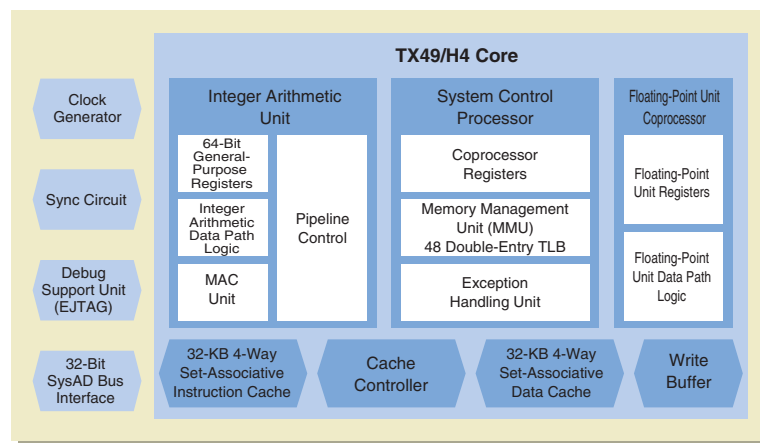 TX49/H4 Core
Clock
Generator
Sync Circuit
Debug
Support Unit
(EJTAG)
32-Bit
SysAD Bus
Interface
Integer Arithmetic
Unit
64-Bit
General-
Purpose
Registers
Integer
Arithmetic
Data Path
Logic
MAC
Unit
Pipeline
Control
System Control
Processor
Coprocessor
Registers
Memory Management
Unit (MMU)
48 Double-Entry TLB
Exception
Handling Unit
Floating-Point Unit
Coprocessor
Floating-Point
Unit Registers
Floating-Point
Unit Data Path
Logic
32-KB 4-Way
Set-Associative
Instruction Cache
Cache
Controller
32-KB 4-Way
Set-Associative
Data Cache
Write
Buffer